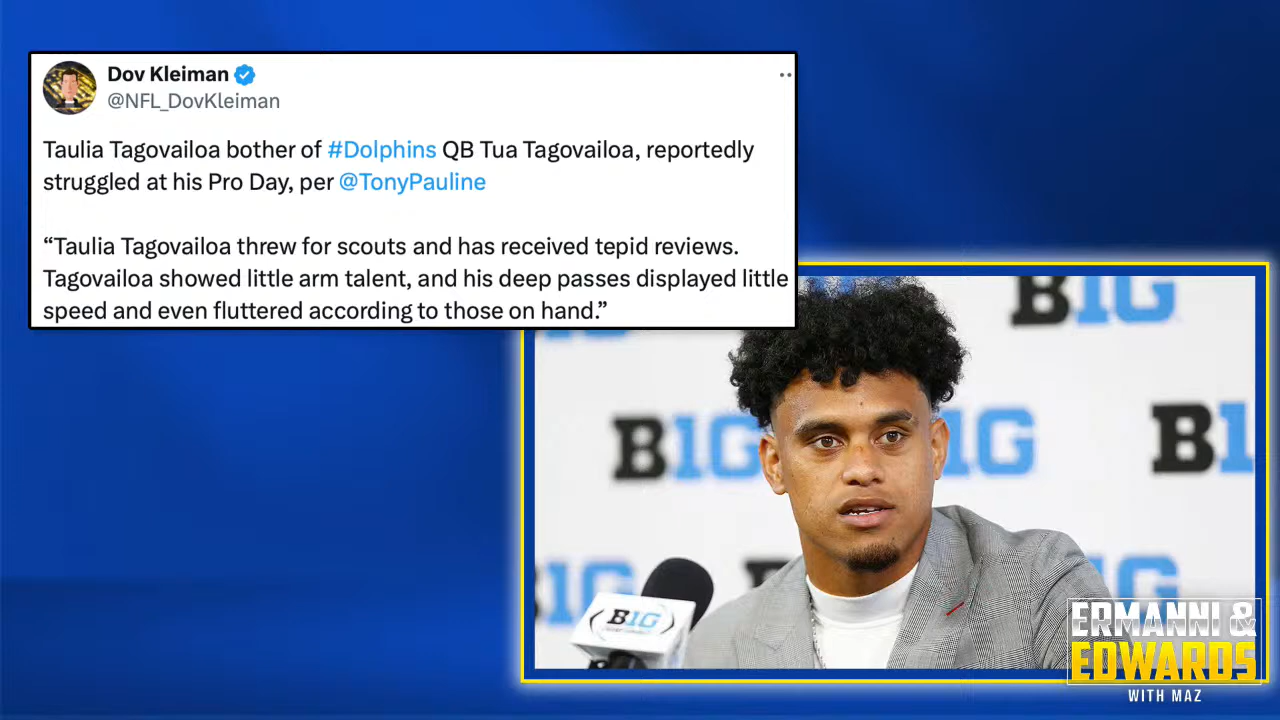 Dov Kleiman
@NFL_DovKleiman
Taulia Tagovailoa bother of #Dolphins QB Tua Tagovailoa, reportedly
struggled at his Pro Day, per @TonyPauline
“Taulia Tagovailoa threw for scouts and has received tepid reviews.
Tagovailoa showed little arm talent, and his deep passes displayed little
speed and even fluttered according to those on hand.”
B1G
B1G
B1G
B1
B1G
B1G
B1G
ERMANNI &
EDWARDS
WITH MAZ